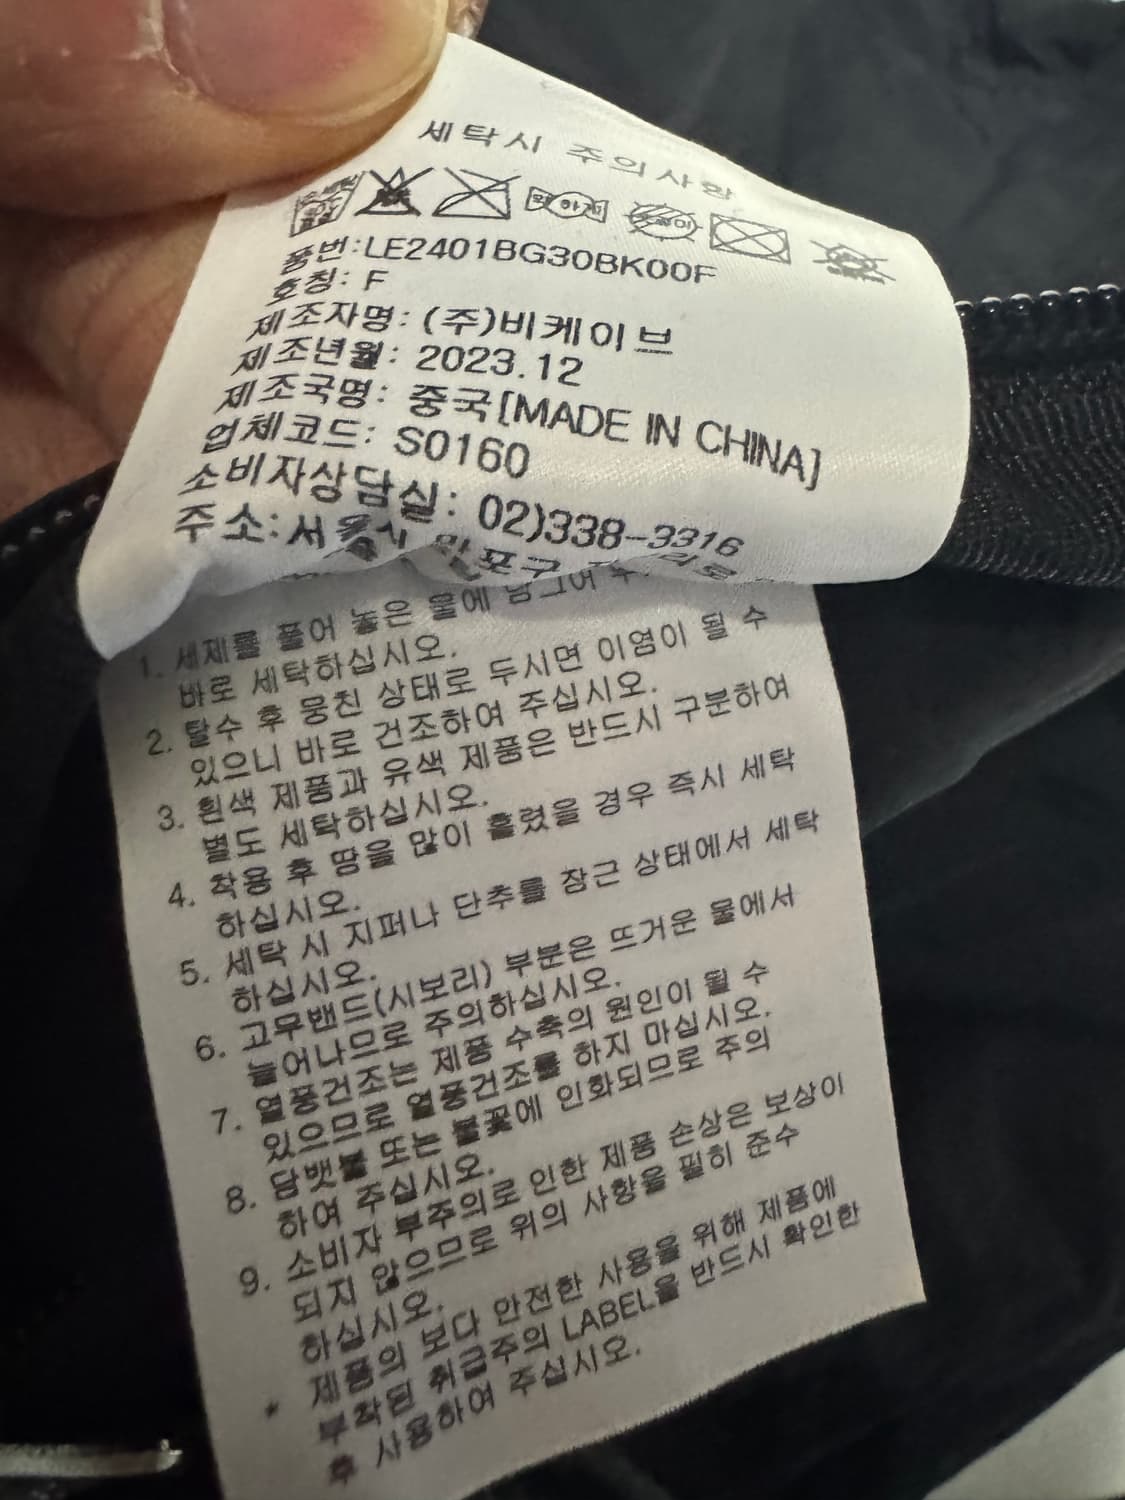 세탁시 주의사항
품번:LE2401BG30BK00F
호칭: F
제조자명: (주)비케이브
제조년월: 2023.12
제조국명: 중국[MADE IN CHINA]
업체코드: S0160
소비자상담실: 02)338-3316
주소:서울시 마포구
1. 세제를 풀어 놓은 물에
바로 세탁하십시오.
2. 탈수 후 뭉친 상태로 두시면 이염이 될 수
있으니 바로 건조하여 주십시오.
3. 흰색 제품과 유색 제품은 반드시 구분하여
별도 세탁하십시오.
4. 착용 후 땀을 많이 흘렸을 경우 즉시 세탁
하십시오.
5. 세탁 시 지퍼나 단추를 잠근 상태에서 세탁
하십시오.
6. 고무밴드(시보리) 부분은 뜨거운 물에서
늘어나므로 주의하십시오.
7. 열풍건조는 제품 수축의 원인이 될 수
있으므로 열풍건조를 하지 마십시오.
8. 담뱃불 또는 불꽃에 인화되므로 주의
하여 주십시오.
9. 소비자 부주의로 인한 제품 손상은 보상이
되지 않으므로 위의 사항을 필히 준수
하십시오.
* 제품의 보다 안전한 사용을 위해 제품에
부착된 취급주의 LABEL을 반드시 확인한
후 사용하여 주십시오.